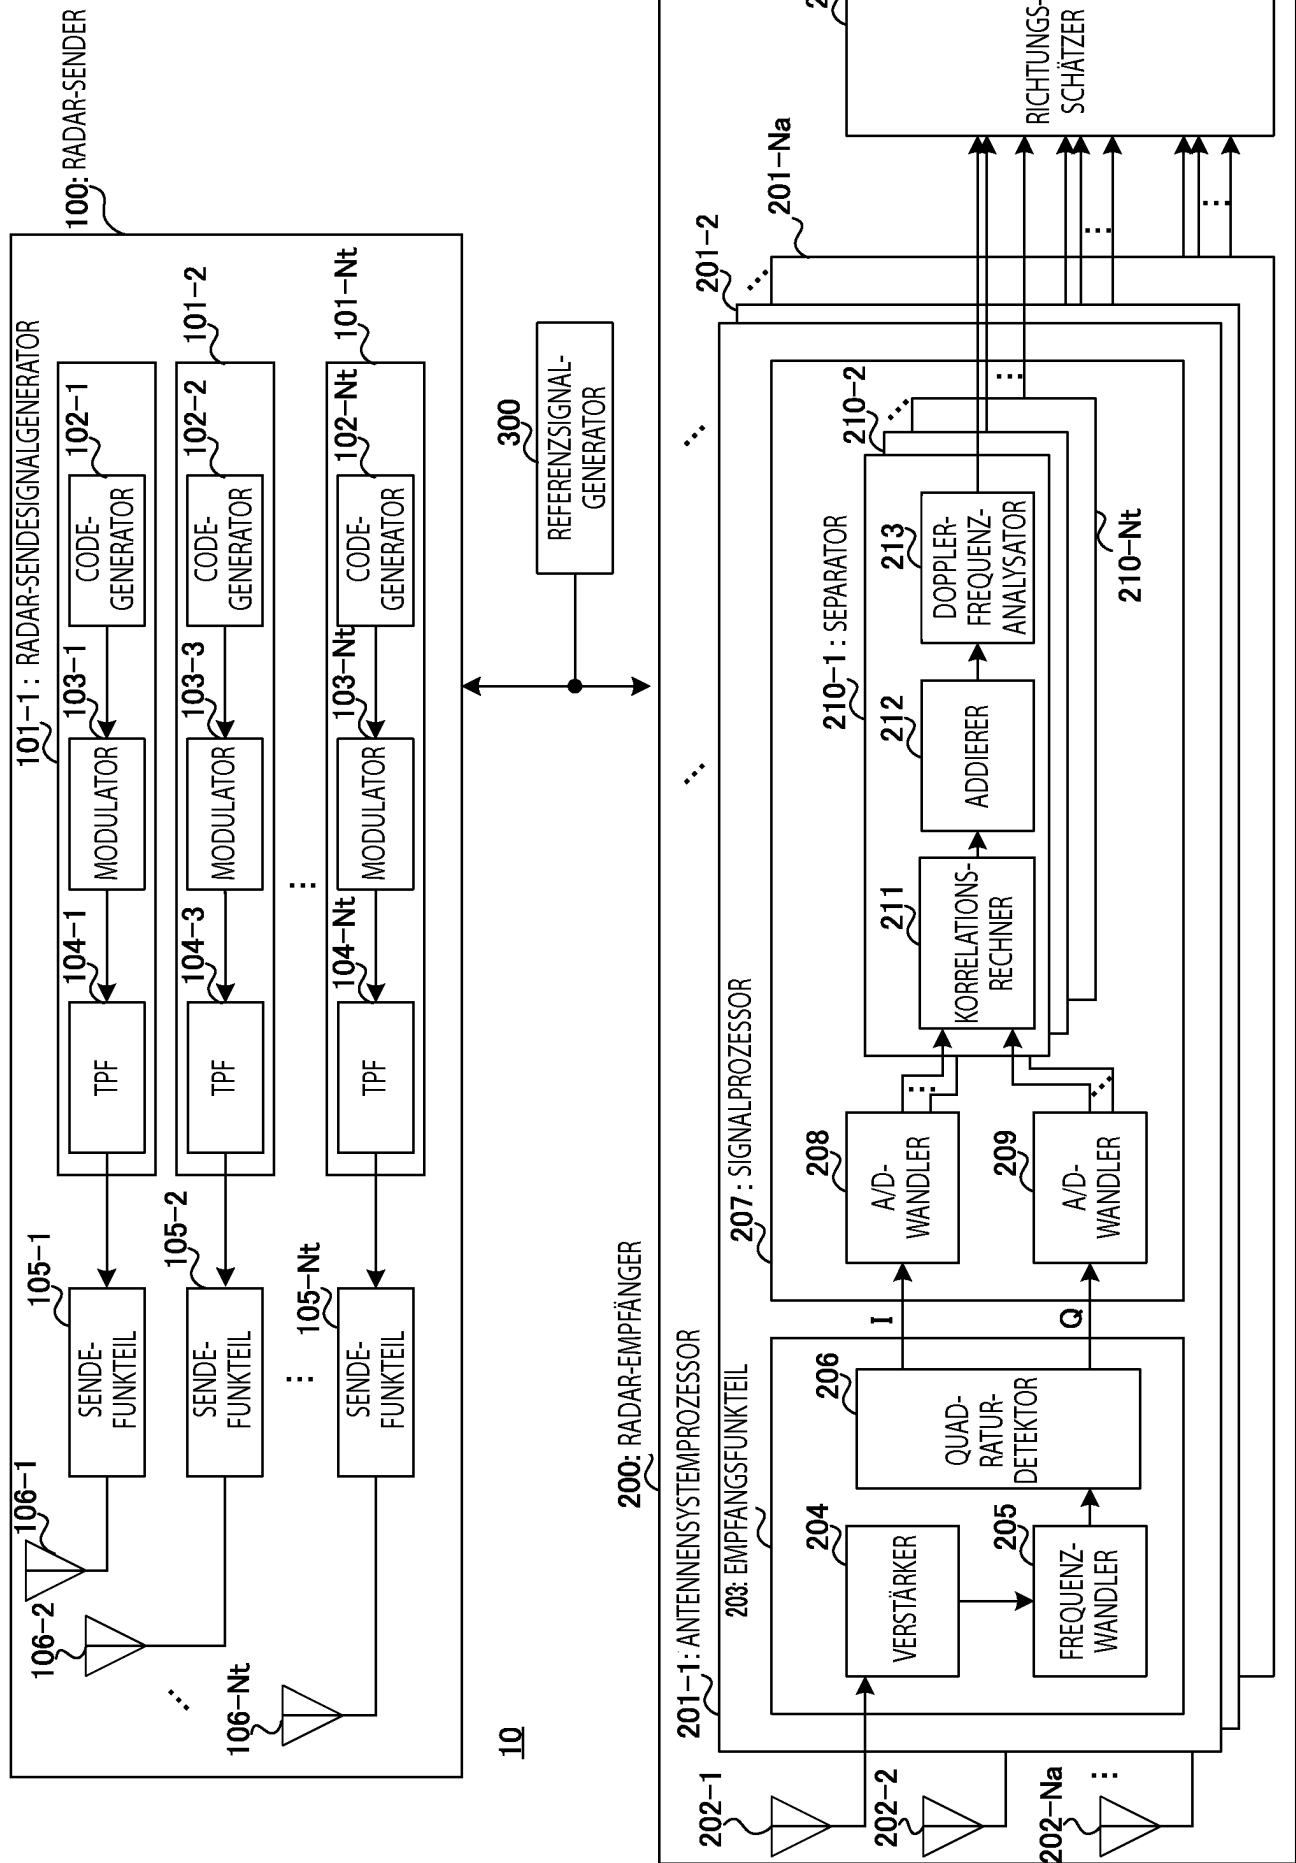 100: RADAR-SENDER
101-1 : RADAR-SENDESIGNALGENERATOR
106-1
105-1
104-1
103-1
102-1
SENDE-
FUNKTEIL
TPF
MODULATOR
CODE-
GENERATOR
106-2
105-2
104-3
103-3
102-2
101-2
SENDE-
FUNKTEIL
TPF
MODULATOR
CODE-
GENERATOR
106-Nt
105-Nt
104-Nt
103-Nt
102-Nt
101-Nt
SENDE-
FUNKTEIL
TPF
MODULATOR
CODE-
GENERATOR
10
300
REFERENZSIGNAL-
GENERATOR
200: RADAR-EMPFÄNGER
201-1: ANTENNENSYSTEMPROZESSOR
201-2
201-Na
203: EMPFANGSFUNKTEIL
207 : SIGNALPROZESSOR
202-1
202-2
202-Na
204
VERSTÄRKER
205
FREQUENZ-
WANDLER
206
QUAD-
RATUR-
DETEKTOR
I
Q
208
A/D-
WANDLER
209
A/D-
WANDLER
210-1 : SEPARATOR
210-2
210-Nt
211
KORRELATIONS-
RECHNER
212
ADDIERER
213
DOPPLER-
FREQUENZ-
ANALYSATOR
RICHTUNGS-
SCHÄTZER